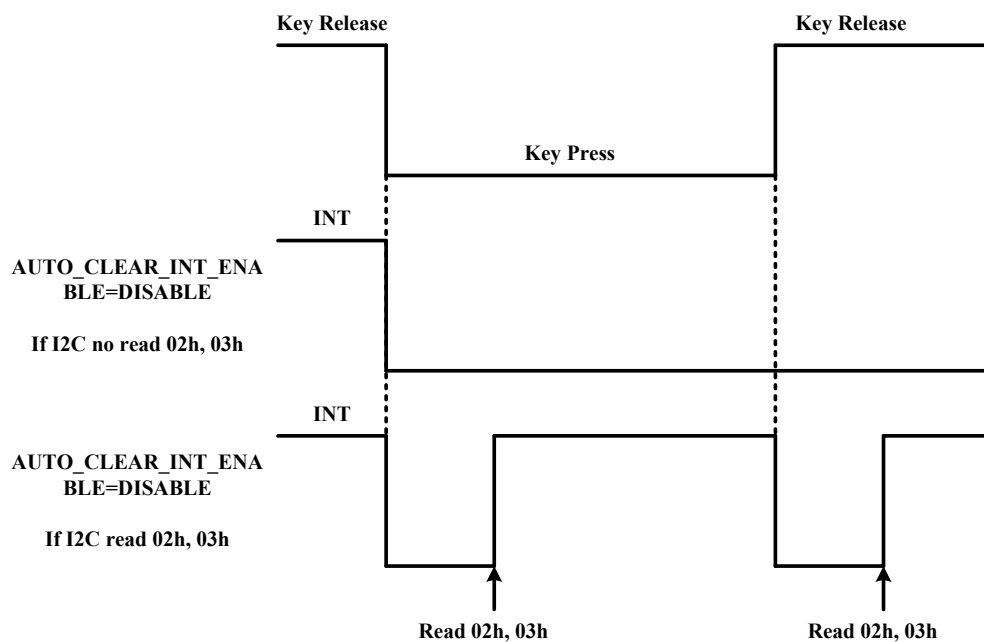 Key Release
Key Release
Key Press
INT
AUTO_CLEAR_INT_ENA
BLE=DISABLE
If I2C no read 02h, 03h
INT
AUTO_CLEAR_INT_ENA
BLE=DISABLE
If I2C read 02h, 03h
Read 02h, 03h
Read 02h, 03h